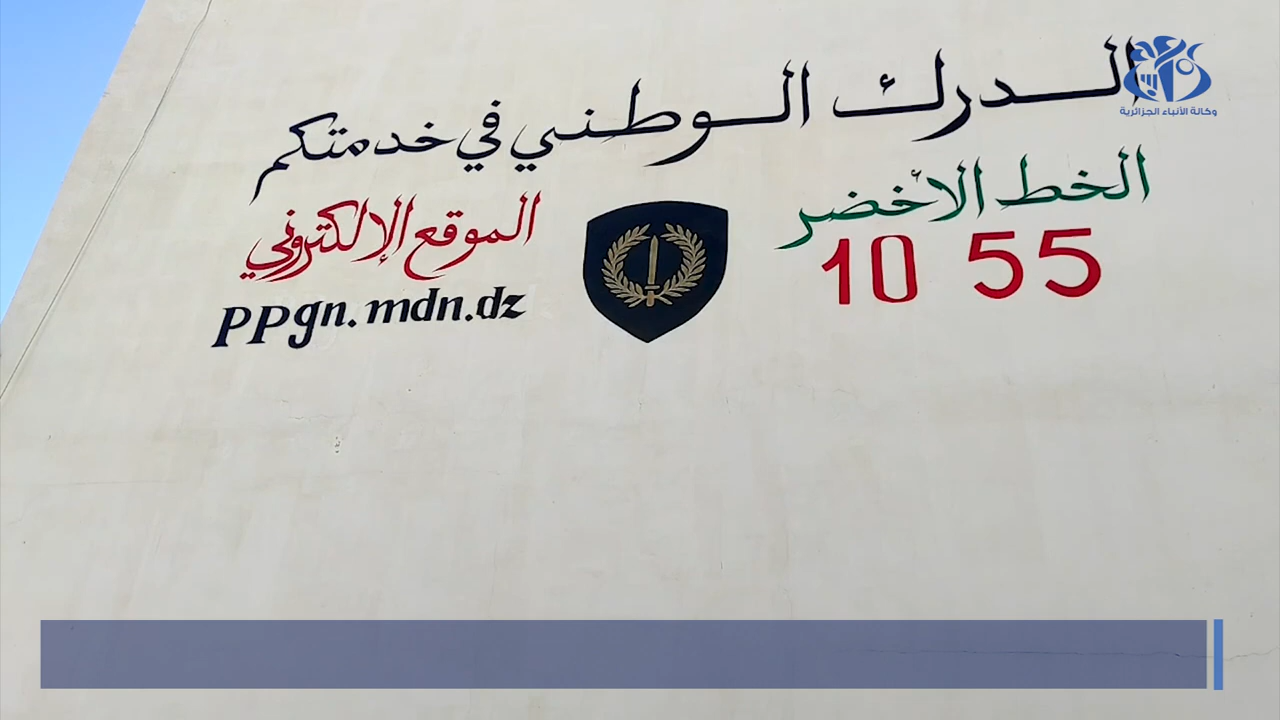 الدرك الوطني في خدمتكم
الخط الأخضر
10 55
الموقع الإلكتروني
PPgn.mdn.dz
وكالة الأنباء الجزائرية